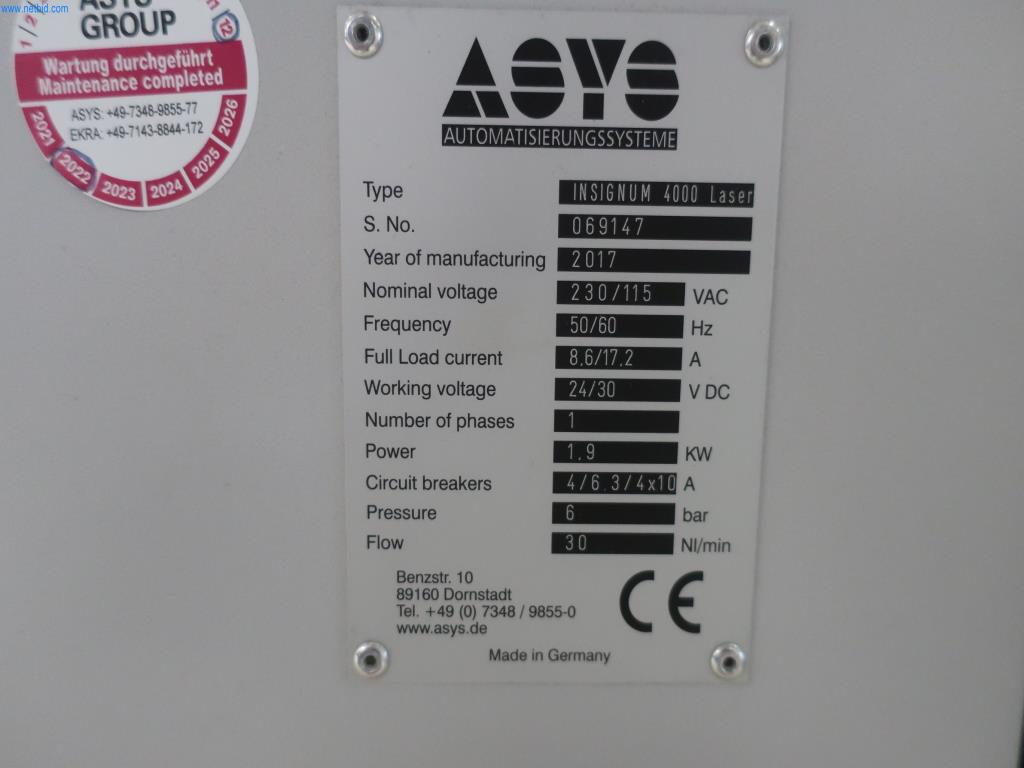 www.netbid.com
ASYS
GROUP
1 / 2
11
12
Wartung durchgeführt
Maintenance completed
ASYS: +49-7348-9855-77
EKRA: +49-7143-8844-172
2021 2022 2023 2024 2025 2026
ASYS
AUTOMATISIERUNGSSYSTEME
Type INSIGNUM 4000 Laser
S. No. 069147
Year of manufacturing 2017
Nominal voltage 230/115 VAC
Frequency 50/60 Hz
Full Load current 8,6/17,2 A
Working voltage 24/30 V DC
Number of phases 1
Power 1,9 KW
Circuit breakers 4/6,3/4x10 A
Pressure 6 bar
Flow 30 Nl/min
Benzstr. 10
89160 Dornstadt
Tel. +49 (0) 7348 / 9855-0
www.asys.de
CE
Made in Germany